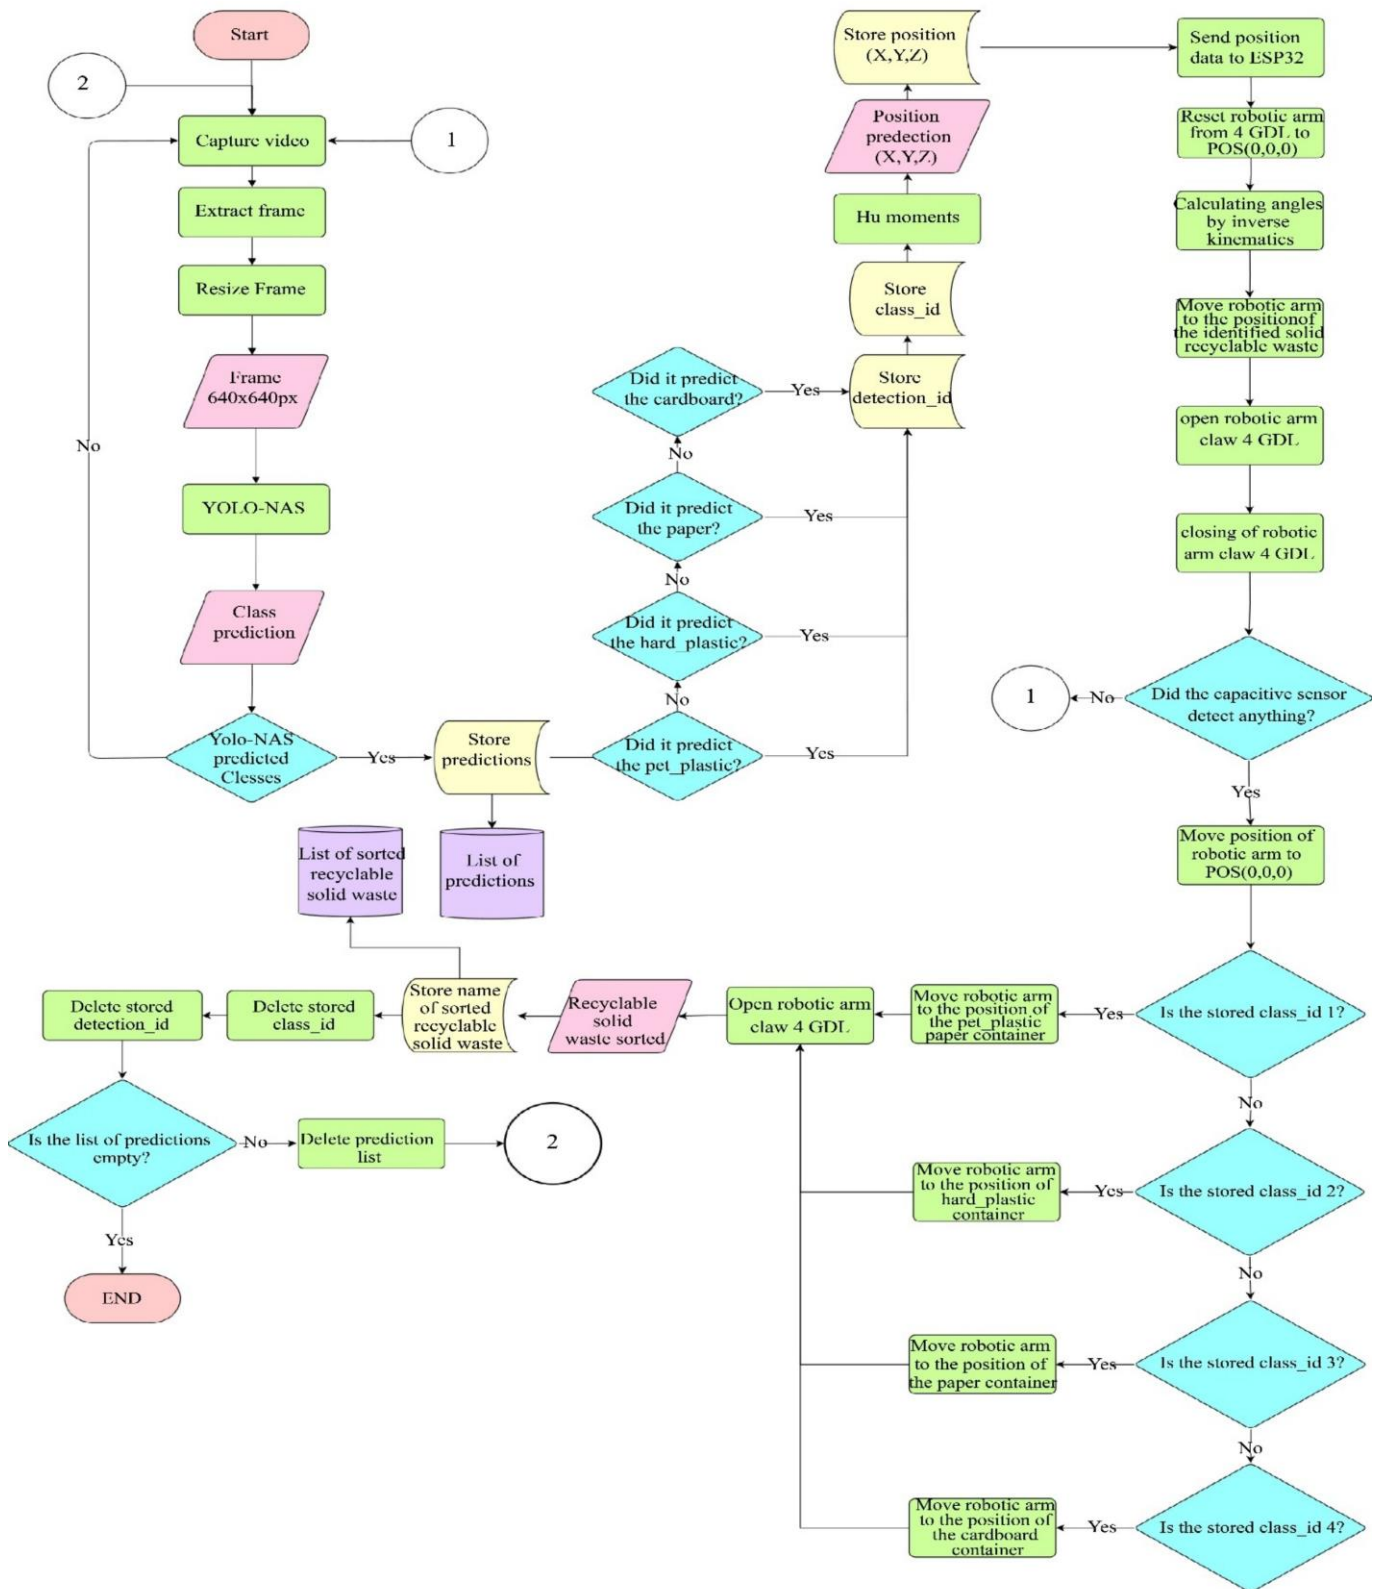 Start
2
Capture video
1
Extract frame
Resize Frame
Frame
640x640px
No
YOLO-NAS
Class
prediction
Yolo-NAS
predicted
Clesses
Yes
Store
predictions
List of
predictions
Did it predict
the pet_plastic?
Yes
No
Did it predict
the hard_plastic?
Yes
No
Did it predict
the paper?
Yes
No
Did it predict
the cardboard?
Yes
Store
detection_id
Store
class_id
Hu moments
Position
predection
(X,Y,Z)
Store position
(X,Y,Z)
Send position
data to ESP32
Reset robotic arm
from 4 GDL to
POS(0,0,0)
Calculating angles
by inverse
kinematics
Move robotic arm
to the positionof
the identified solid
recyclable waste
open robotic arm
claw 4 GDL
closing of robotic
arm claw 4 GDL
Did the capacitive sensor
detect anything?
No
1
Yes
Move position of
robotic arm to
POS(0,0,0)
Is the stored class_id 1?
Yes
Move robotic arm
to the position of
the pet_plastic
paper container
No
Is the stored class_id 2?
Yes
Move robotic arm
to the position of
hard_plastic
container
No
Is the stored class_id 3?
Yes
Move robotic arm
to the position of
the paper container
No
Is the stored class_id 4?
Yes
Move robotic arm
to the position of
the cardboard
container
Open robotic arm
claw 4 GDL
Recyclable
solid
waste sorted
Store name
of sorted
recyclable
solid waste
List of sorted
recyclable
solid waste
Delete stored
class_id
Delete stored
detection_id
Is the list of predictions
empty?
No
Delete prediction
list
2
Yes
END